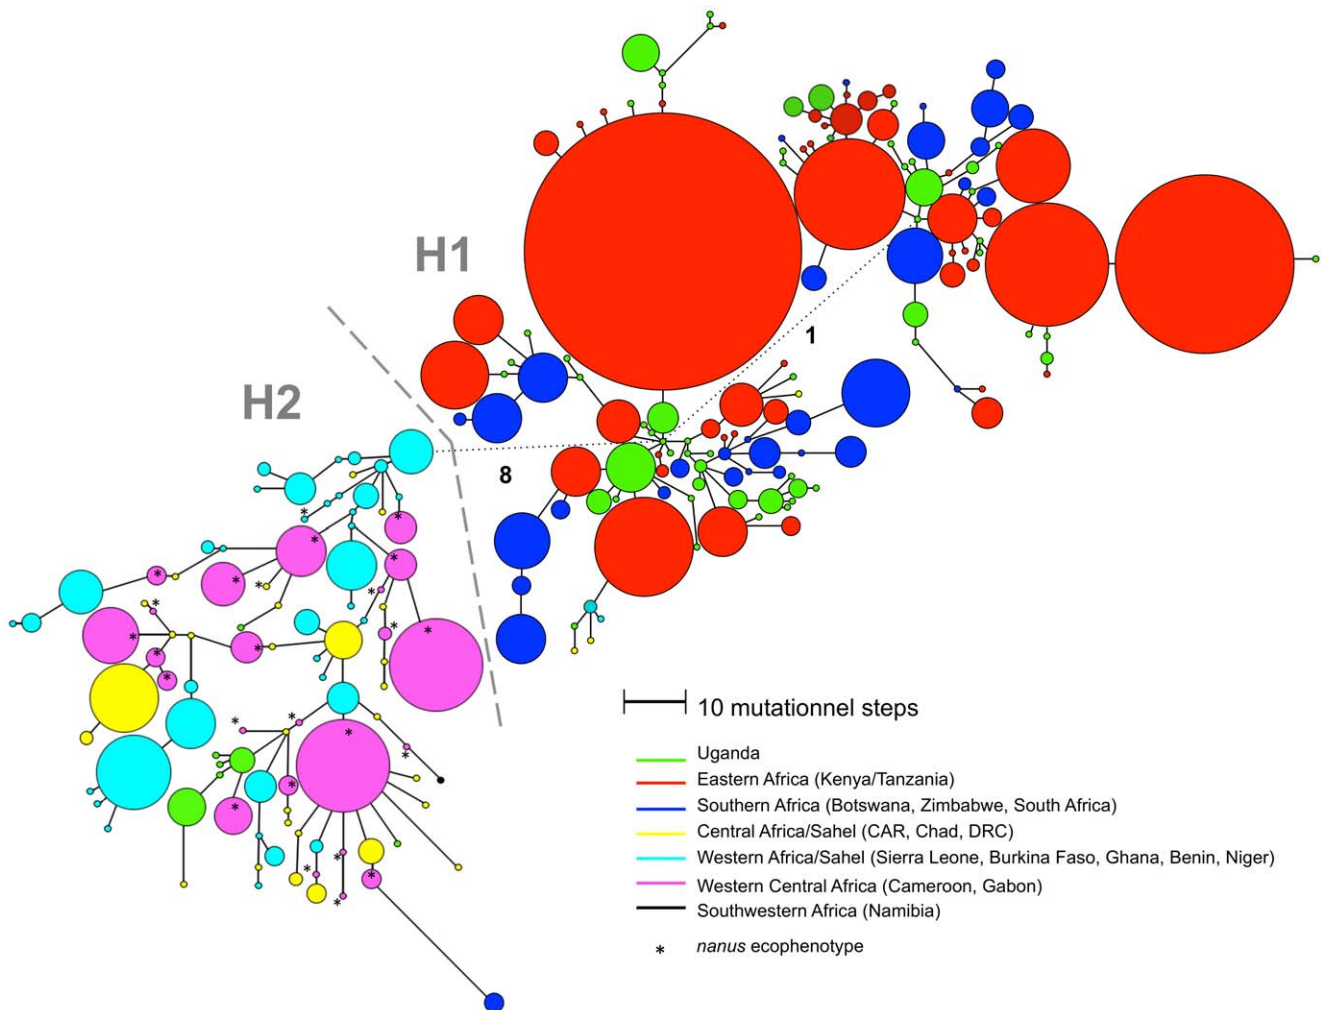 H1
1
H2
8
10 mutationnel steps
Uganda
Eastern Africa (Kenya/Tanzania)
Southern Africa (Botswana, Zimbabwe, South Africa)
Central Africa/Sahel (CAR, Chad, DRC)
Western Africa/Sahel (Sierra Leone, Burkina Faso, Ghana, Benin, Niger)
Western Central Africa (Cameroon, Gabon)
Southwestern Africa (Namibia)
* nanus ecophenotype